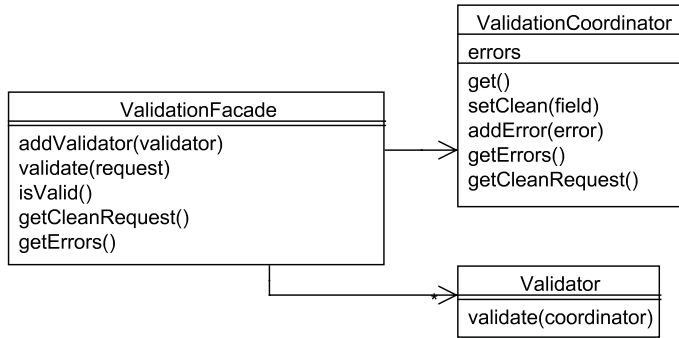 ValidationCoordinator
errors
get()
setClean(field)
addError(error)
getErrors()
getCleanRequest()
ValidationFacade
addValidator(validator)
validate(request)
isValid()
getCleanRequest()
getErrors()
*
Validator
validate(coordinator)